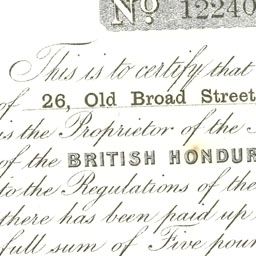 No 12240
This is to certify that
of 26, Old Broad Street
is the Proprietor of the
of the BRITISH HONDUR
to the Regulations of the
there has been paid up
full sum of Five poun